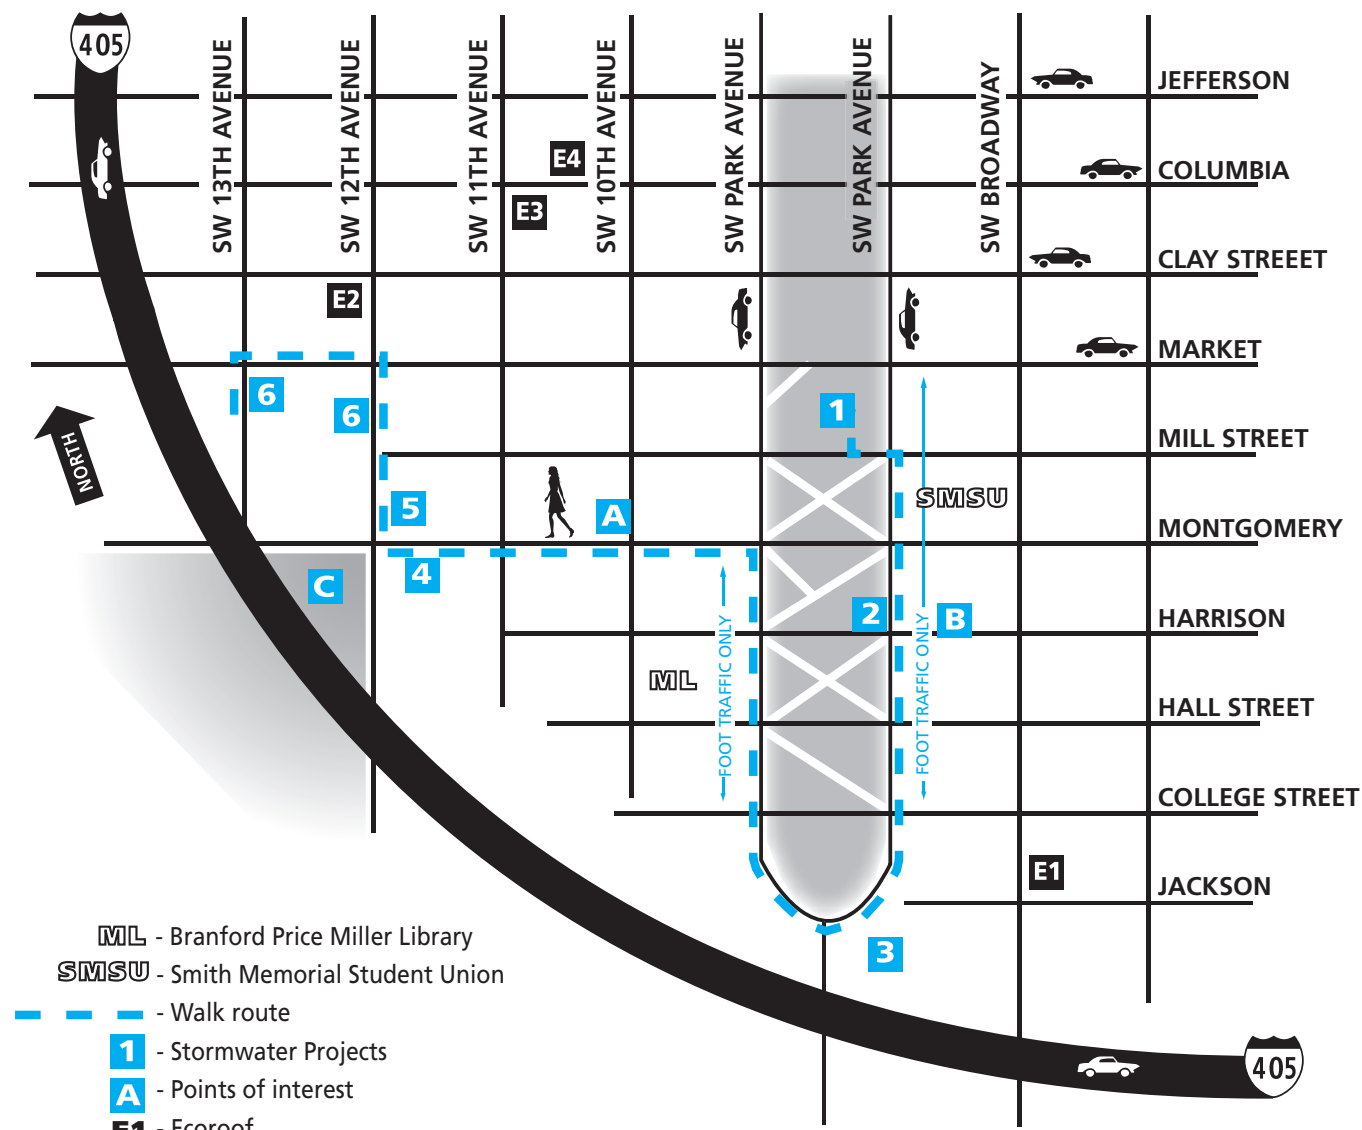 405
SW 13TH AVENUE
SW 12TH AVENUE
SW 11TH AVENUE
SW 10TH AVENUE
SW PARK AVENUE
SW PARK AVENUE
SW BROADWAY
JEFFERSON
E4
COLUMBIA
E3
CLAY STREEET
E2
MARKET
6
6
1
NORTH
MILL STREET
SMSU
5
A
MONTGOMERY
C
4
2
B
HARRISON
FOOT TRAFFIC ONLY
FOOT TRAFFIC ONLY
ML
HALL STREET
COLLEGE STREET
E1
JACKSON
3
405
ML - Branford Price Miller Library
SMSU - Smith Memorial Student Union
- Walk route
1 - Stormwater Projects
A - Points of interest
E1 - Ecoroof